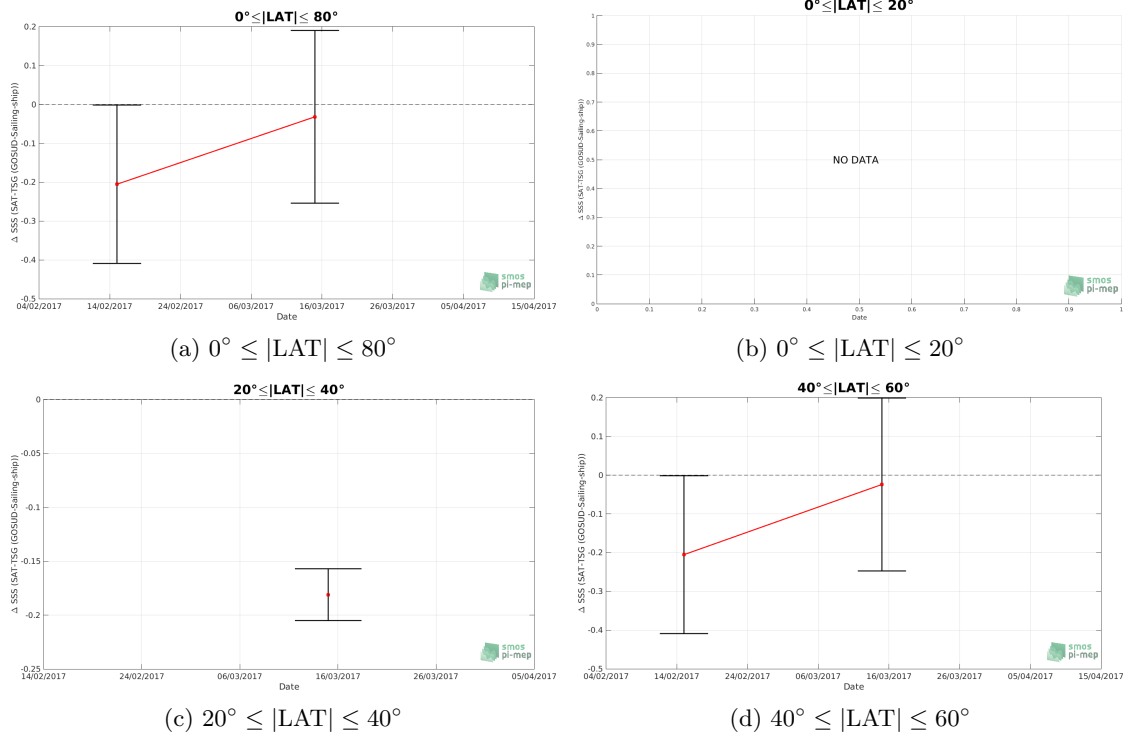 0°≤|LAT|≤ 80°
Δ SSS (SAT-TSG (GOSUD-Sailing-ship))
0.2
0.1
0
-0.1
-0.2
-0.3
-0.4
-0.5
04/02/2017 14/02/2017 24/02/2017 06/03/2017 16/03/2017 26/03/2017 05/04/2017 15/04/2017
Date
smos
pi-mep
(a) 0° ≤ |LAT| ≤ 80°
0°≤|LAT|≤ 20°
Δ SSS (SAT-TSG (GOSUD-Sailing-ship))
1
0.9
0.8
0.7
0.6
0.5
0.4
0.3
0.2
0.1
0
NO DATA
0 0.1 0.2 0.3 0.4 0.5 0.6 0.7 0.8 0.9 1
Date
smos
pi-mep
(b) 0° ≤ |LAT| ≤ 20°
20°≤|LAT|≤ 40°
Δ SSS (SAT-TSG (GOSUD-Sailing-ship))
0
-0.05
-0.1
-0.15
-0.2
-0.25
14/02/2017 24/02/2017 06/03/2017 16/03/2017 26/03/2017 05/04/2017
Date
smos
pi-mep
(c) 20° ≤ |LAT| ≤ 40°
40°≤|LAT|≤ 60°
Δ SSS (SAT-TSG (GOSUD-Sailing-ship))
0.2
0.1
0
-0.1
-0.2
-0.3
-0.4
-0.5
04/02/2017 14/02/2017 24/02/2017 06/03/2017 16/03/2017 26/03/2017 05/04/2017 15/04/2017
Date
smos
pi-mep
(d) 40° ≤ |LAT| ≤ 60°